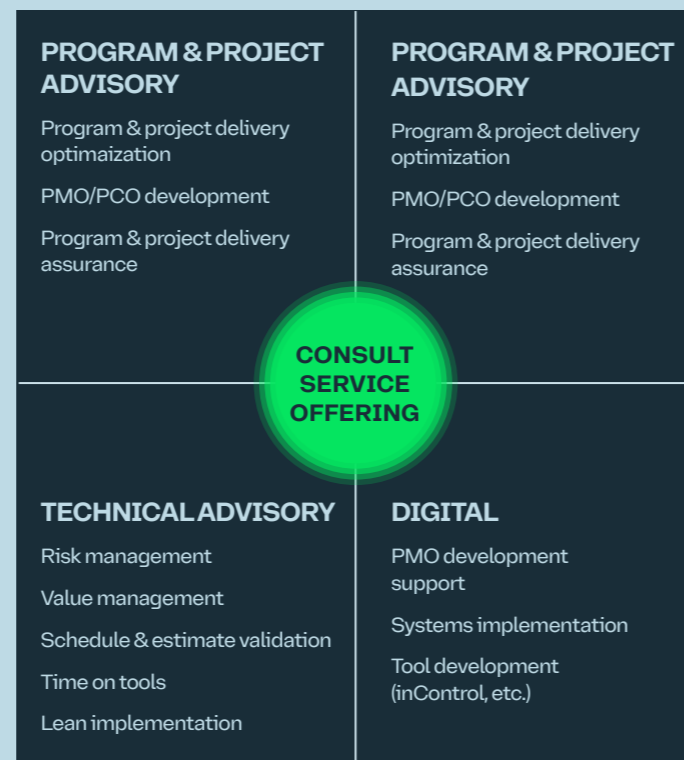 PROGRAM & PROJECT
ADVISORY
Program & project delivery
optimaization
PMO/PCO development
Program & project delivery
assurance
PROGRAM & PROJECT
ADVISORY
Program & project delivery
optimization
PMO/PCO development
Program & project delivery
assurance
CONSULT
SERVICE
OFFERING
TECHNICAL ADVISORY
Risk management
Value management
Schedule & estimate validation
Time on tools
Lean implementation
DIGITAL
PMO development
support
Systems implementation
Tool development
(inControl, etc.)